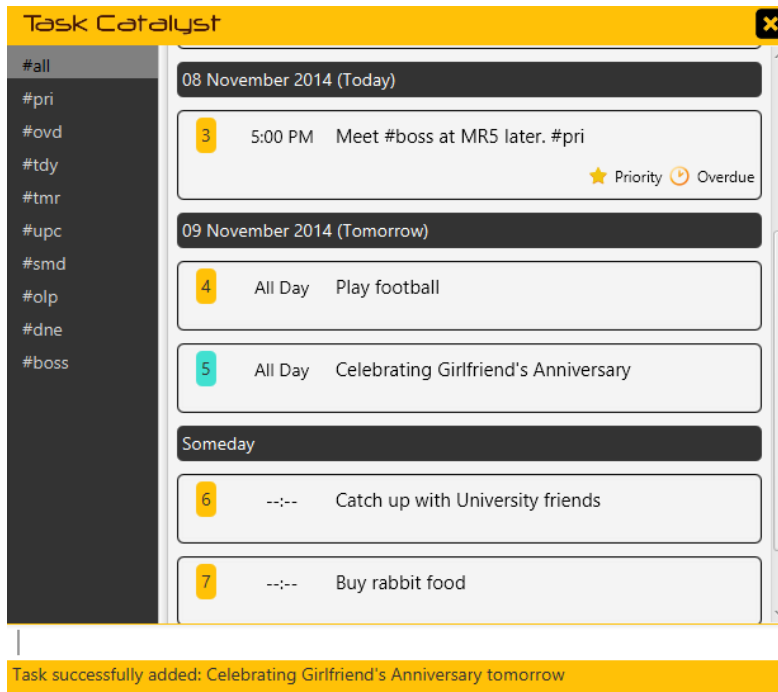 Task Catalyst
#all
#pri
#ovd
#tdy
#tmr
#upc
#smd
#olp
#dne
#boss
08 November 2014 (Today)
3 5:00 PM Meet #boss at MR5 later. #pri
Priority Overdue
09 November 2014 (Tomorrow)
4 All Day Play football
5 All Day Celebrating Girlfriend's Anniversary
Someday
6 --:-- Catch up with University friends
7 --:-- Buy rabbit food
Task successfully added: Celebrating Girlfriend's Anniversary tomorrow